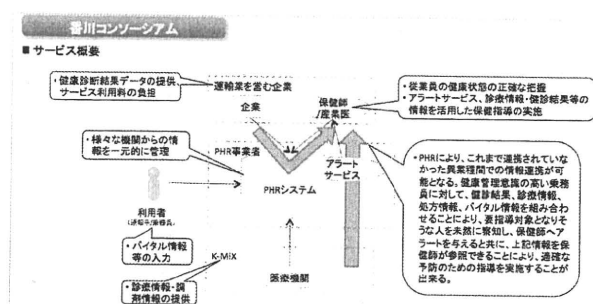 香川コンソーシアム
■ サービス概要
・健康診断結果データの提供、
サービス利用料の負担
運輸業を営む企業
企業
保健師
/産業医
・従業員の健康状態の正確な把握
・アラートサービス、診療情報・健診結果等の
情報を活用した保健指導の実施
・様々な機関からの情
報を一元的に管理
PHR事業者
PHRシステム
アラート
サービス
・PHRにより、これまで連携されていな
かった異業種間での情報連携が可
能となる。健康管理意識の高い乗務
員に対して、健診結果、診療情報、
処方情報、バイタル情報を組み合わ
せることにより、要指導対象となりそ
うな人を未然に察知し、保健師へア
ラートを与えると共に、上記情報を保
健師が参照できることにより、適確な
予防のための指導を実施することが
出来る。
利用者
・バイタル情報
等の入力
K-MIX
・診療情報・調
剤情報の提供
医療機関